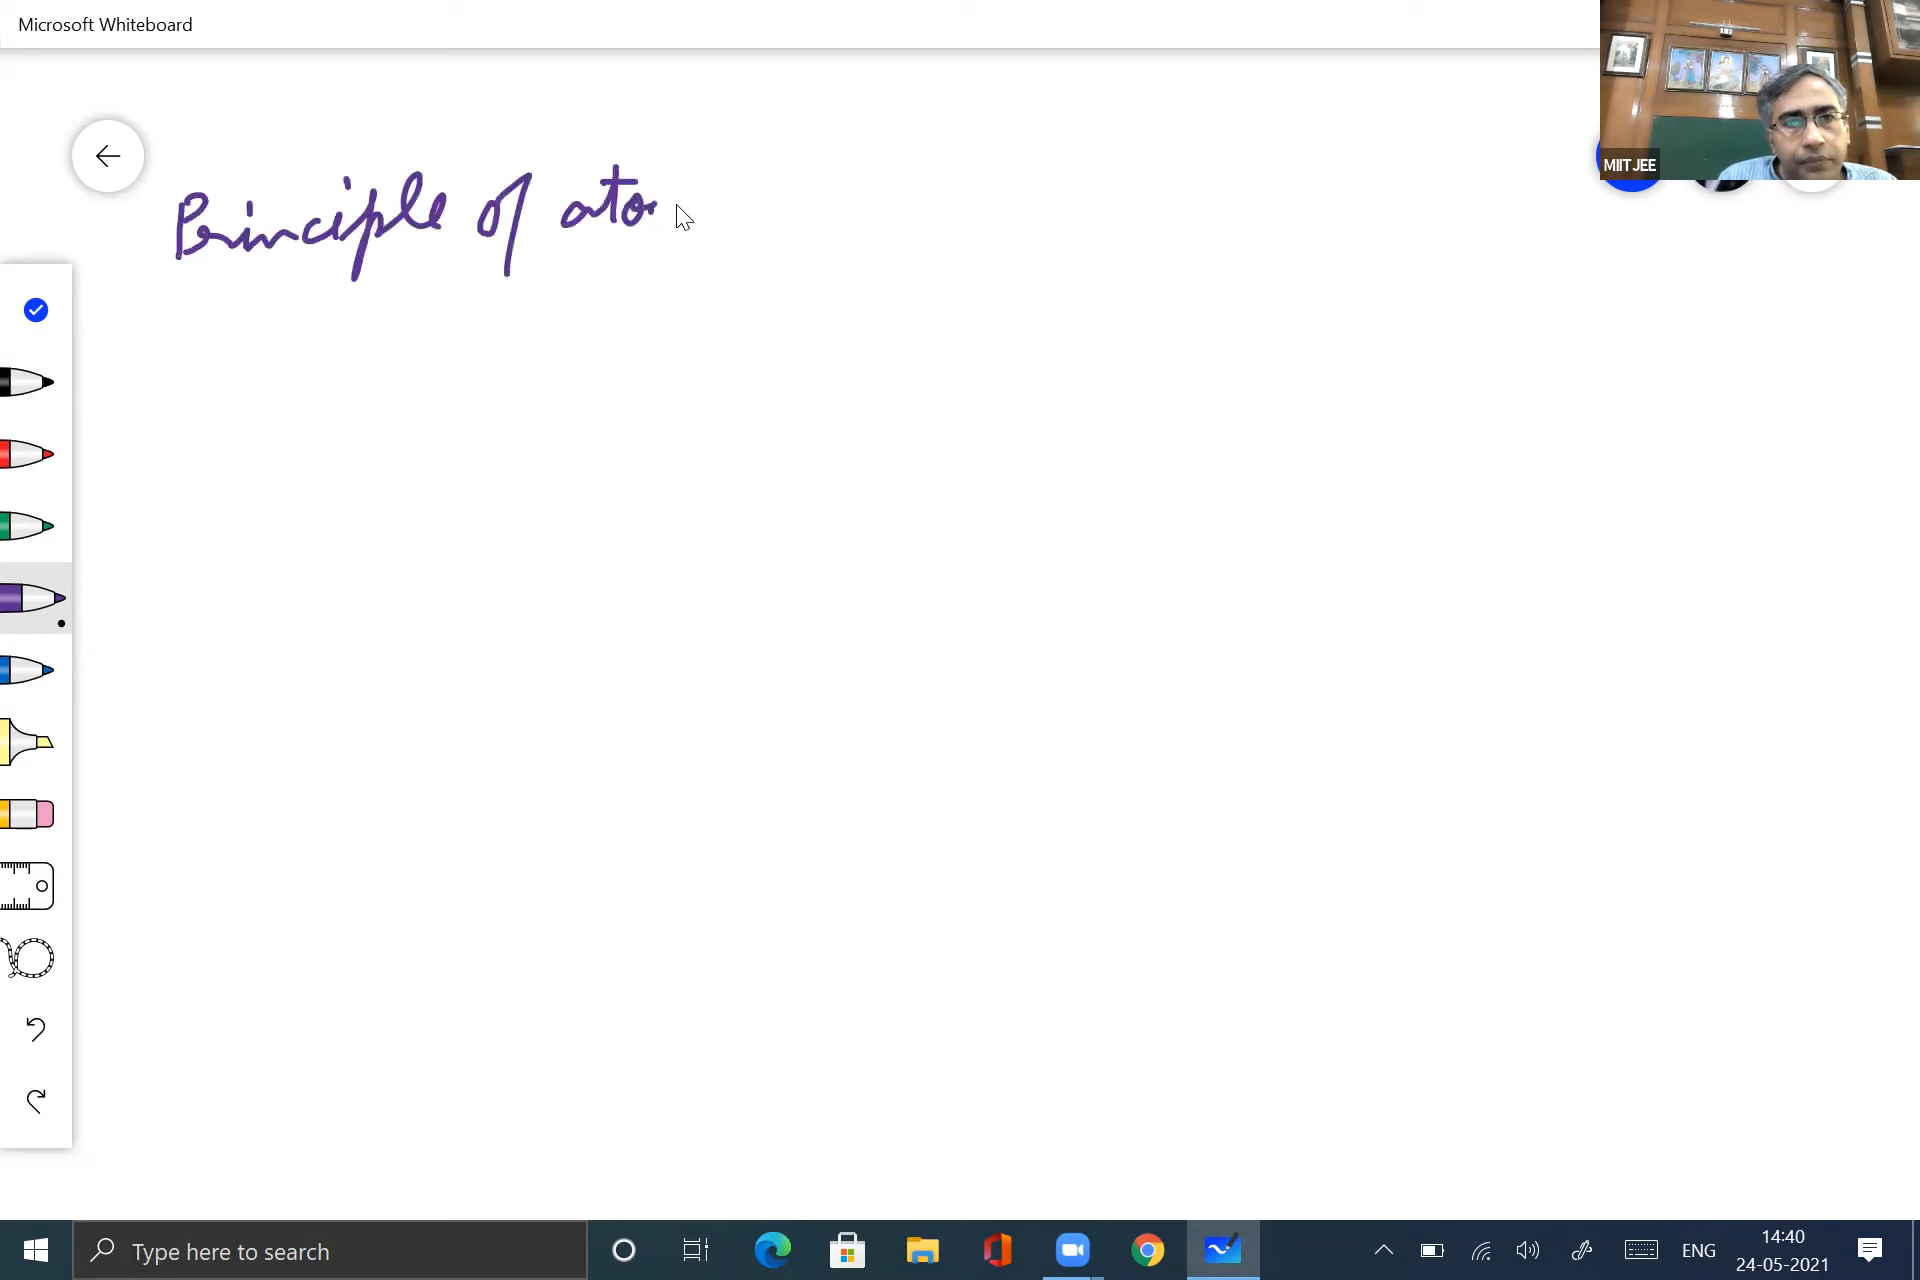 Microsoft Whiteboard
MIIT JEE
Principle of ato
Type here to search
ENG
14:40
24-05-2021